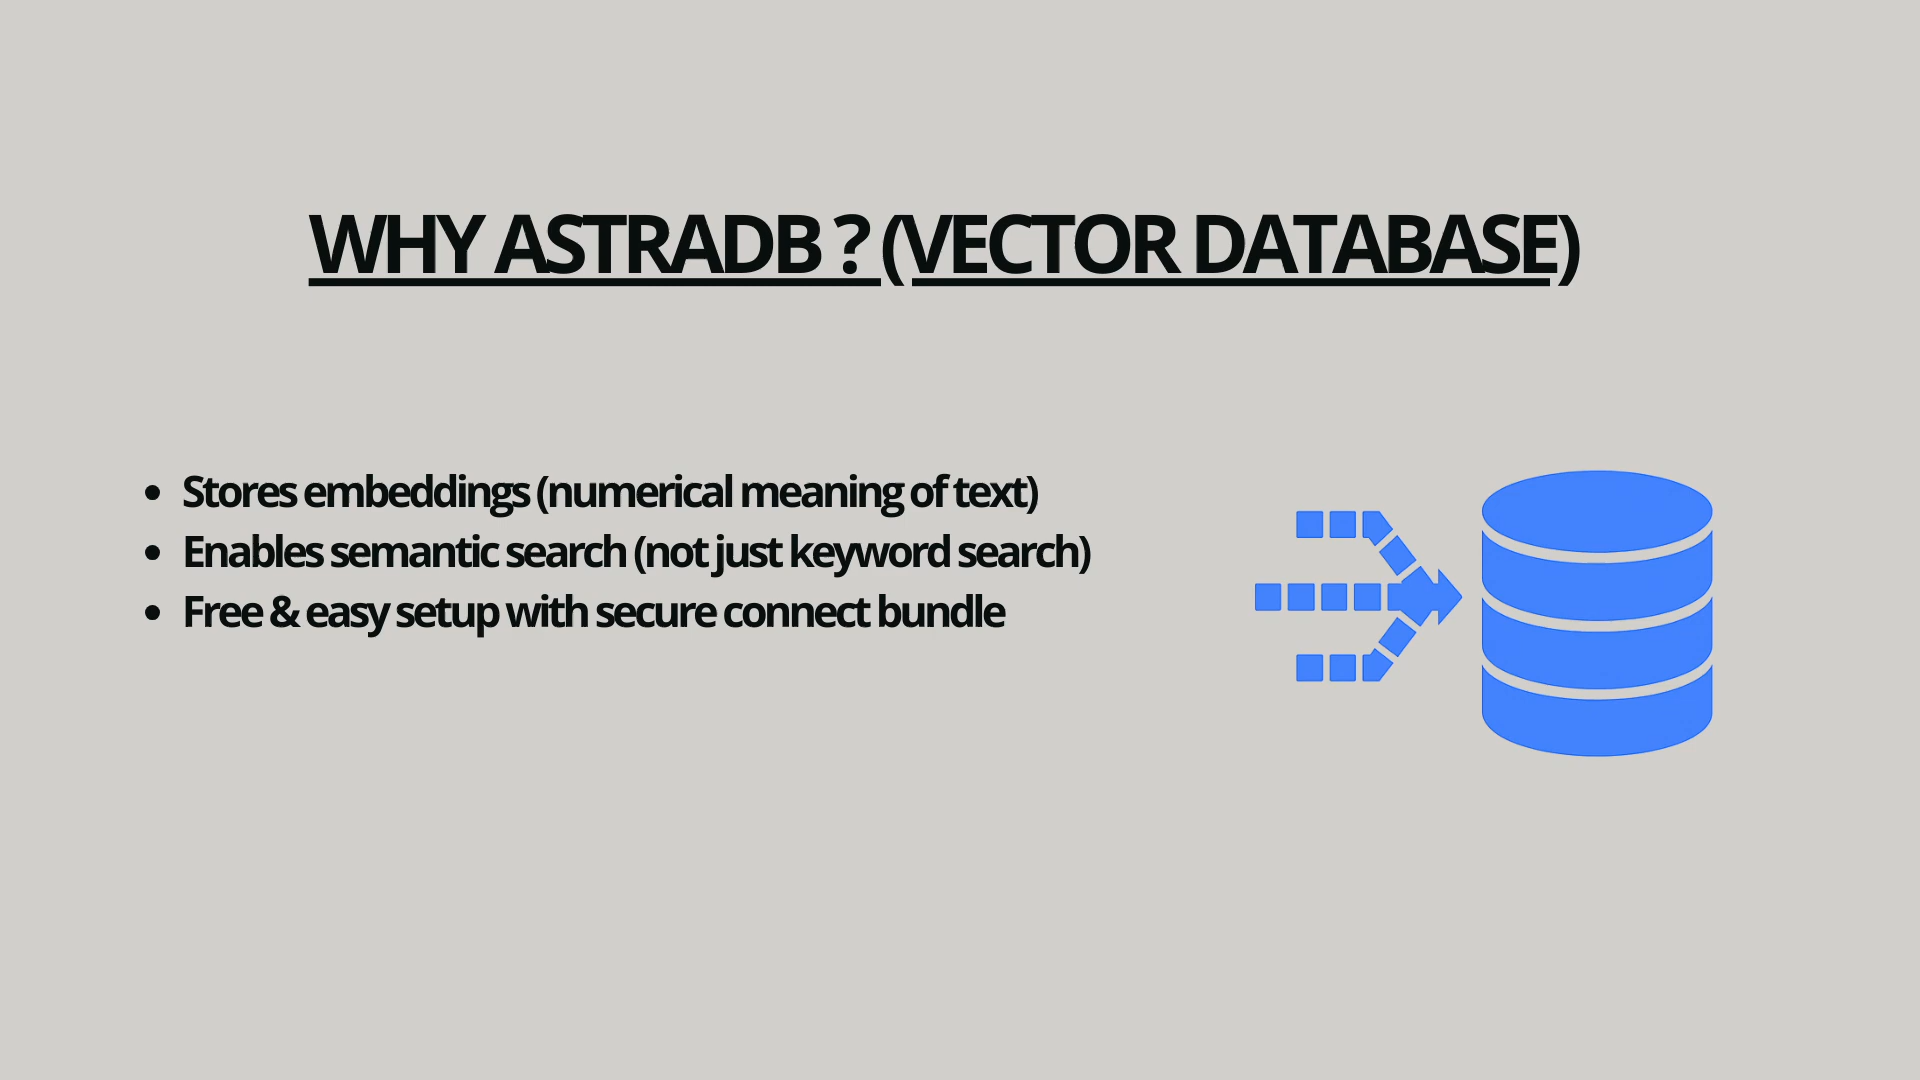 WHY ASTRADB ? (VECTOR DATABASE)
• Stores embeddings (numerical meaning of text)
• Enables semantic search (not just keyword search)
• Free & easy setup with secure connect bundle